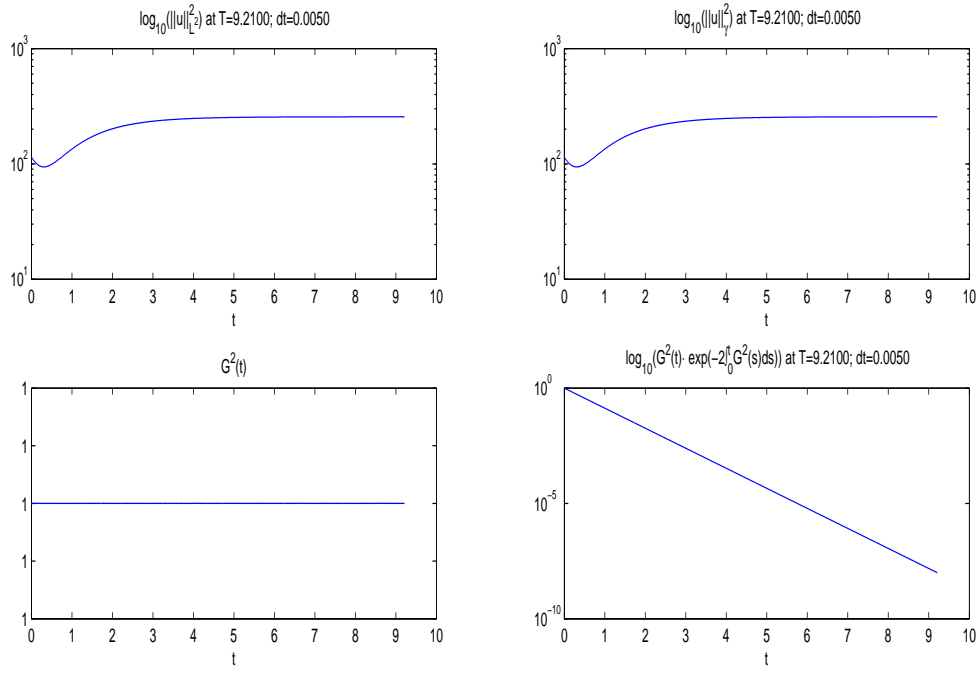 log10(||u||²L²) at T=9.2100; dt=0.0050
10³
10²
10¹
0 1 2 3 4 5 6 7 8 9 10
t
log10(||u||²γ) at T=9.2100; dt=0.0050
10³
10²
10¹
0 1 2 3 4 5 6 7 8 9 10
t
G²(t)
1
1
1
1
1
0 1 2 3 4 5 6 7 8 9 10
t
log10(G²(t)· exp(−2∫₀ᵗG²(s)ds)) at T=9.2100; dt=0.0050
10⁰
10⁻⁵
10⁻¹⁰
0 1 2 3 4 5 6 7 8 9 10
t